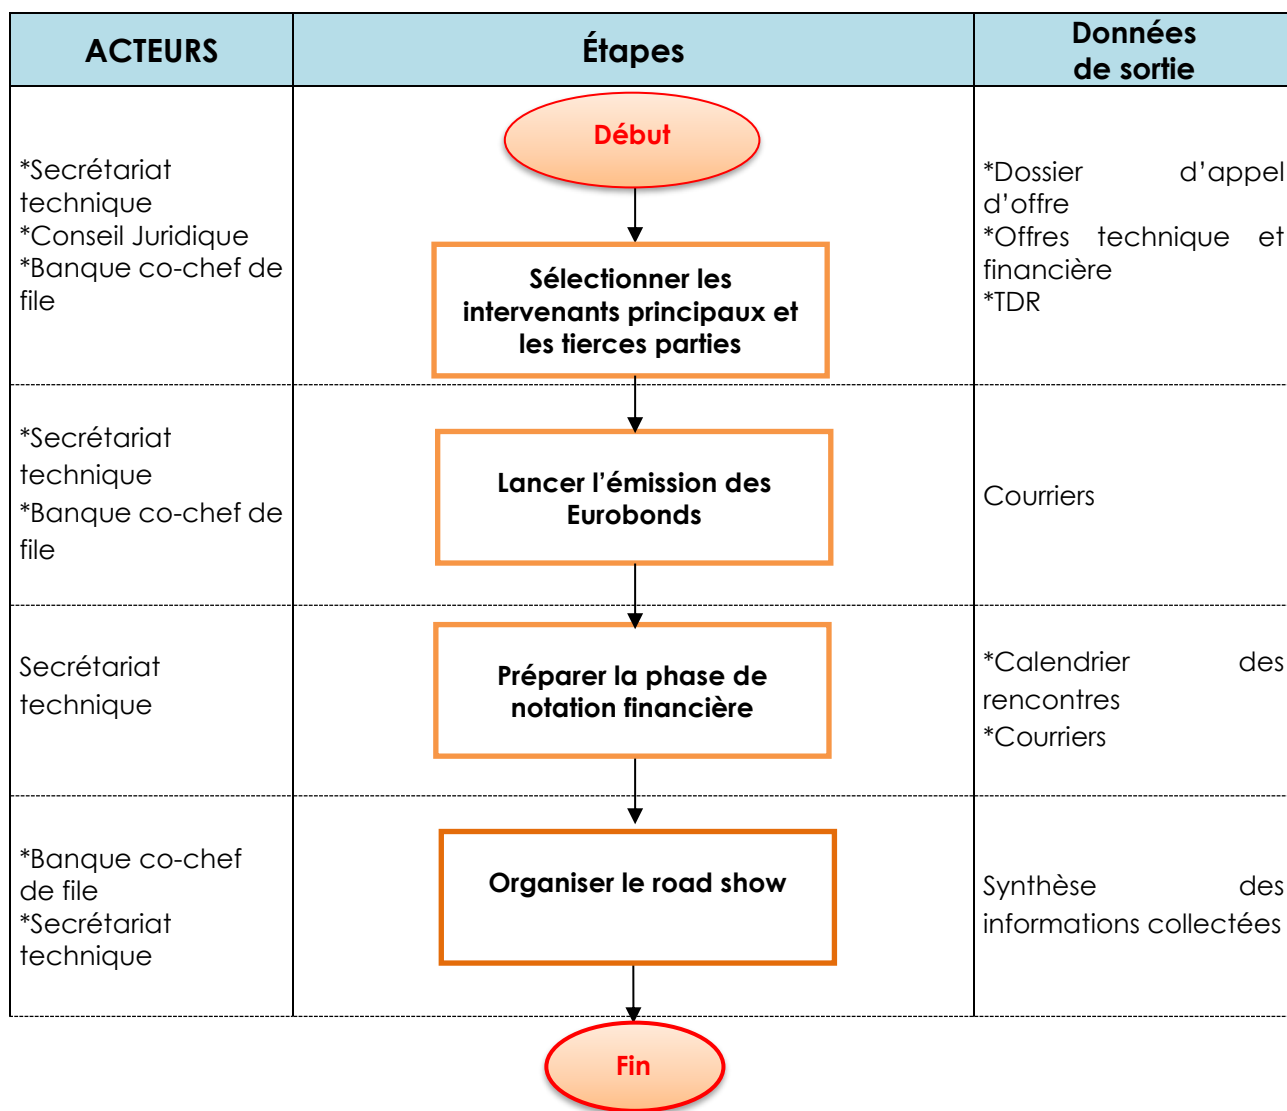 ACTEURS
Étapes
Données
de sortie
Début
*Secrétariat
technique
*Conseil Juridique
*Banque co-chef de
file
Sélectionner les
intervenants principaux et
les tierces parties
*Dossier d’appel
d’offre
*Offres technique et
financière
*TDR
*Secrétariat
technique
*Banque co-chef de
file
Lancer l’émission des
Eurobonds
Courriers
Secrétariat
technique
Préparer la phase de
notation financière
*Calendrier des
rencontres
*Courriers
*Banque co-chef
de file
*Secrétariat
technique
Organiser le road show
Synthèse des
informations collectées
Fin